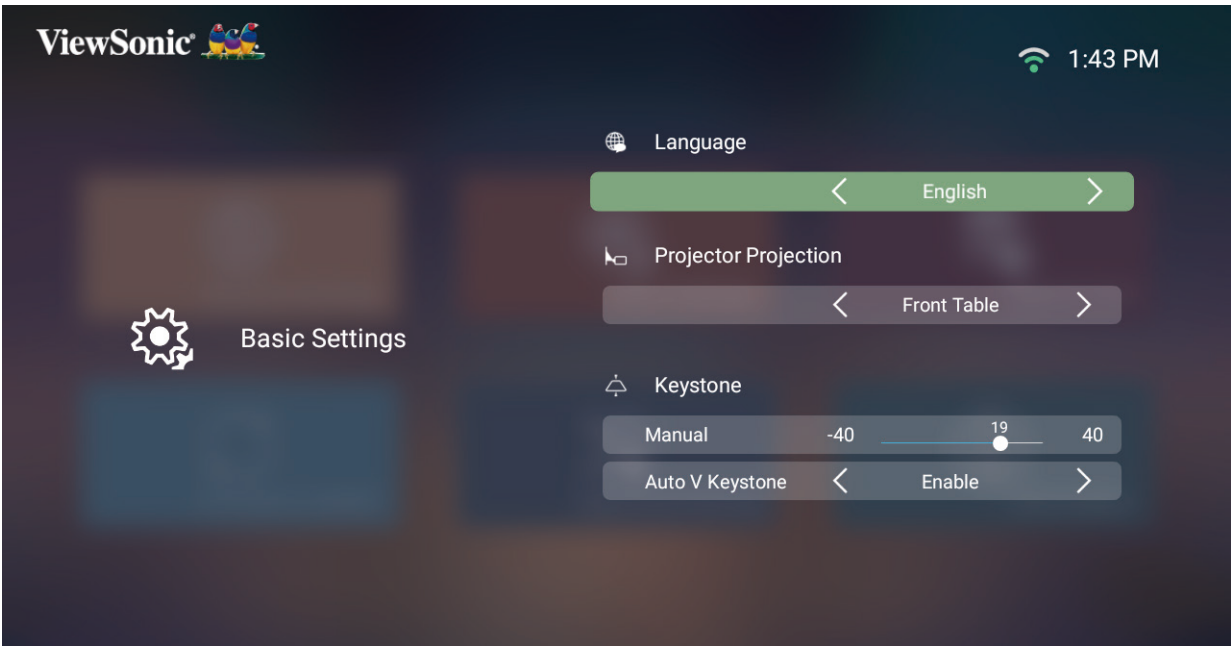 ViewSonic®
1:43 PM
Language
English
Projector Projection
Front Table
Basic Settings
Keystone
Manual -40 19 40
Auto V Keystone Enable